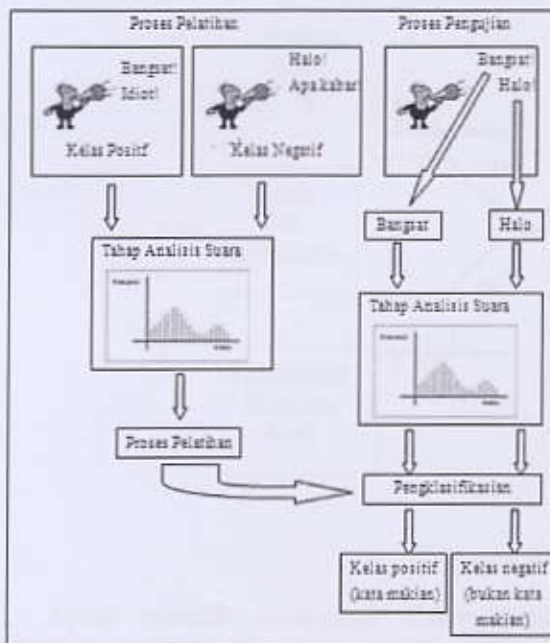 Proses Pelatihan
Proses Pengujian
Bangsat!
Idiot!
Kelas Positf
Halo!
Apa kabar!
Kelas Negatif
Bangsat!
Halo!
Bangsat
Halo
Tahap Analisis Suara
Tahap Analisis Suara
Proses Pelatihan
Pengklasifikasian
Kelas positif
(kata makian)
Kelas negatif
(bukan kata
makian)